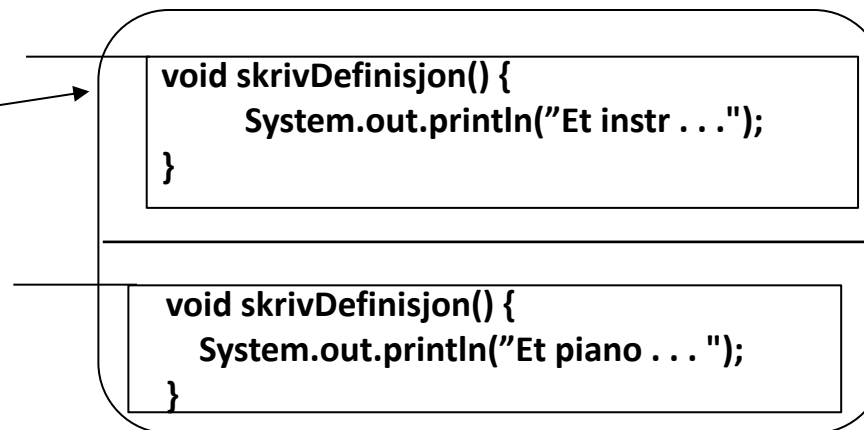 void skrivDefinisjon() {
System.out.println(”Et instr . . .");
}
void skrivDefinisjon() {
System.out.println(”Et piano . . . ");
}